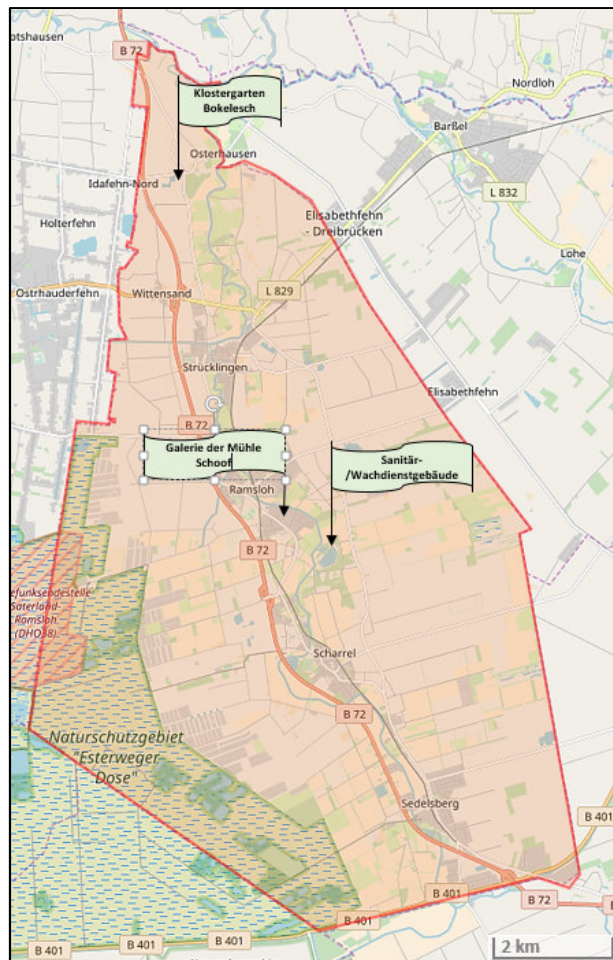 otshausen
B 72
Nordloh
Klostergarten
Bokelesch
Barßel
Osterhausen
Idafehn-Nord
L 832
Holterfehn
Elisabethfehn
- Dreibrücken
Lohe
Ostrhauderfehn
Wittensand
L 829
Strücklingen
Elisabethfehn
B 72
Galerie der Mühle
Schoof
Sanitär-
/Wachdienstgebäude
Ramsloh
B 72
efunksendestelle
Saterland-
Ramsloh
(DHO38)
Scharrel
B 72
Naturschutzgebiet
"Esterweger
Dose"
Sedelsberg
B 401
B 401
B 72
B 401
B 401
B 401
2 km